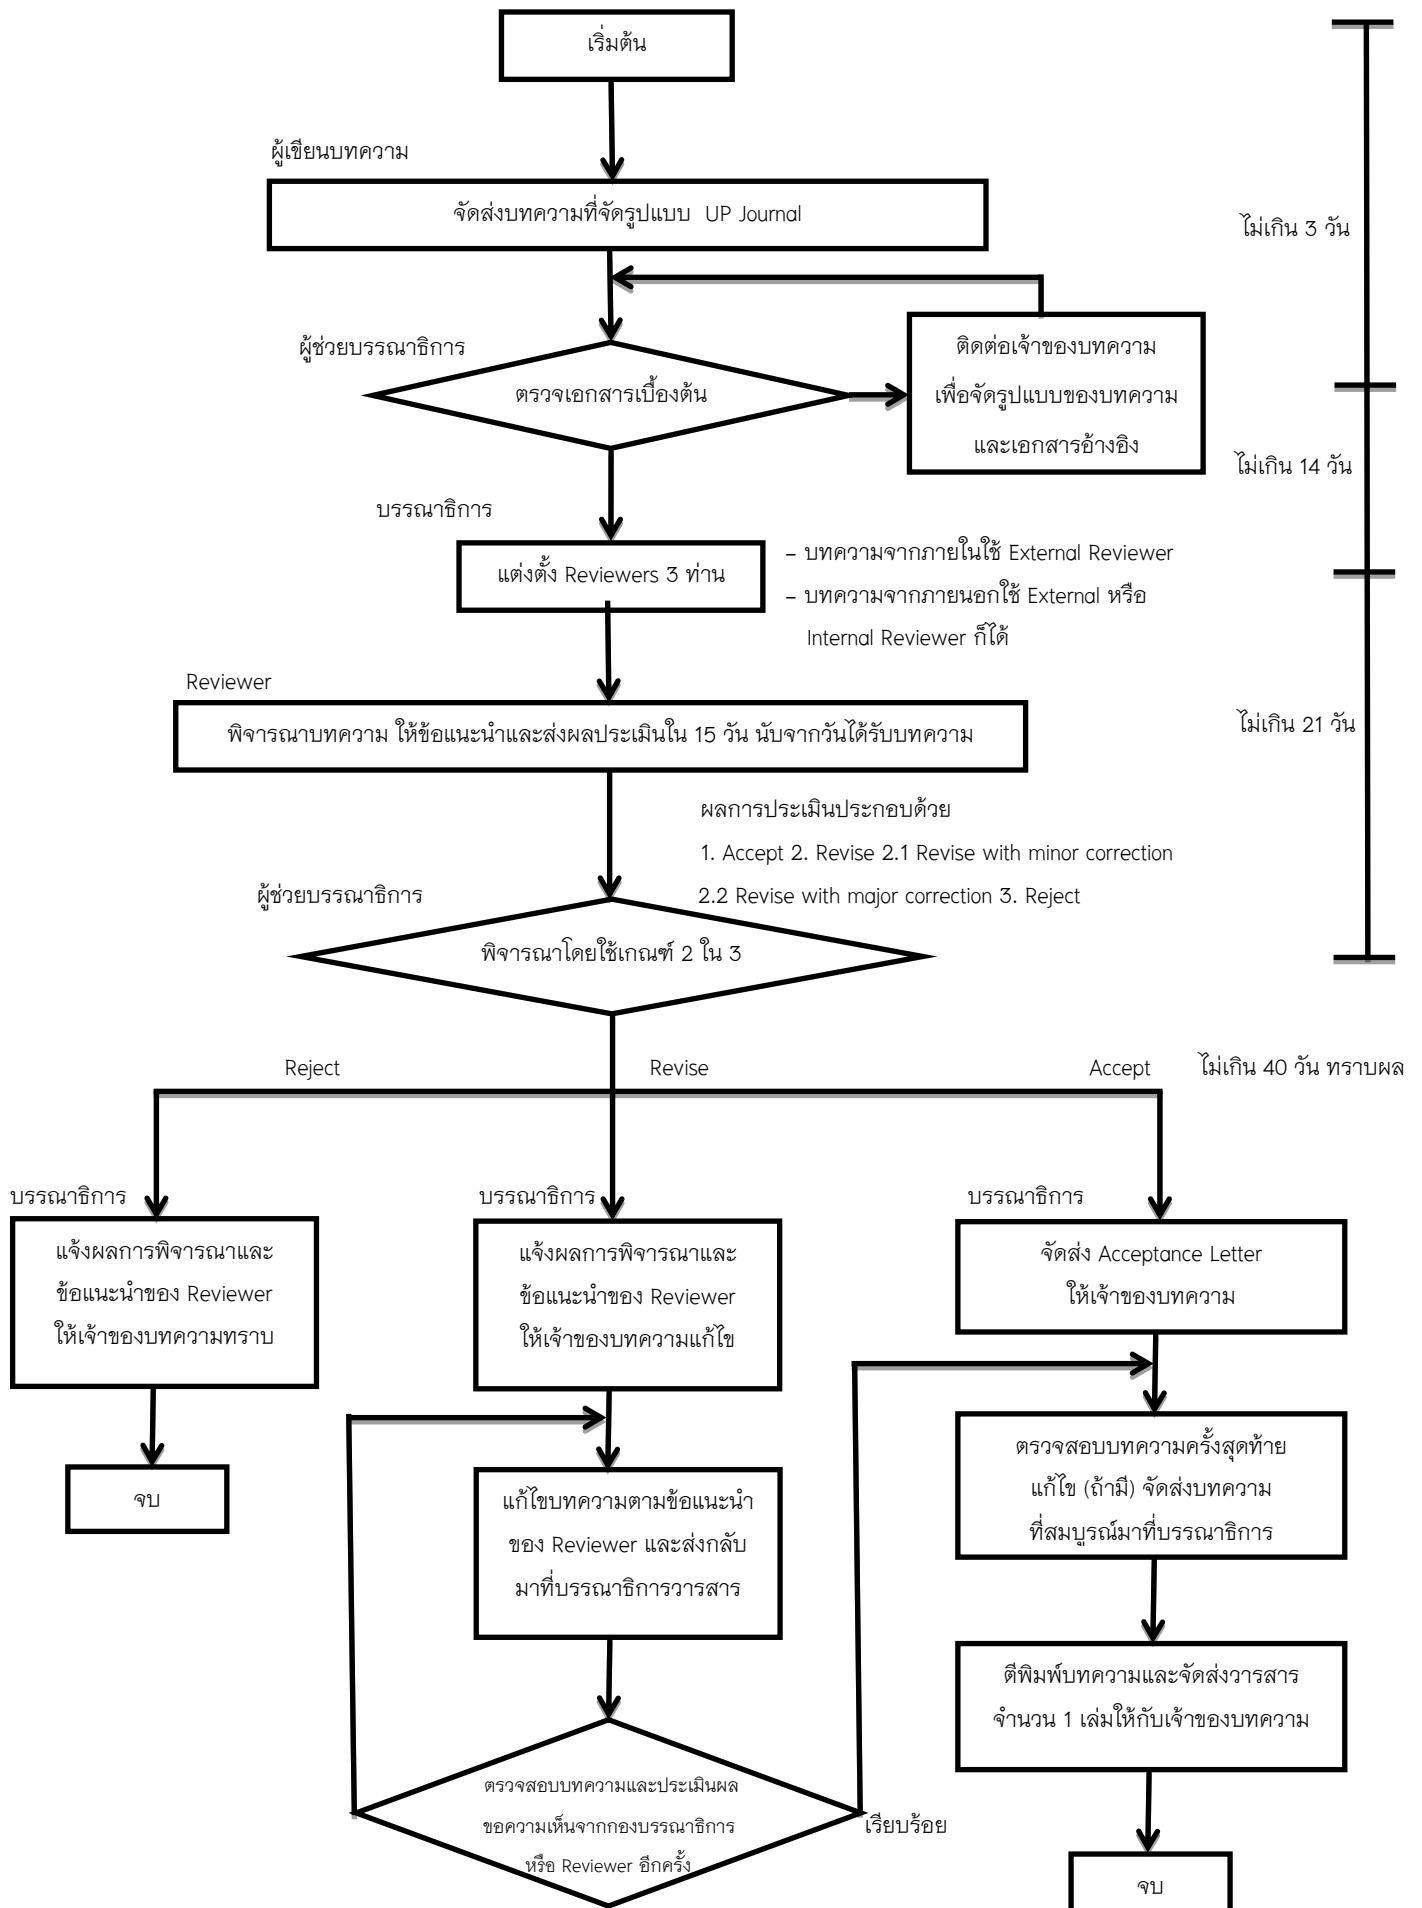 เริ่มต้น
ผู้เขียนบทความ
จัดส่งบทความที่จัดรูปแบบ UP Journal
ไม่เกิน 3 วัน
ผู้ช่วยบรรณาธิการ
ตรวจเอกสารเบื้องต้น
ติดต่อเจ้าของบทความ
เพื่อจัดรูปแบบของบทความ
และเอกสารอ้างอิง
ไม่เกิน 14 วัน
บรรณาธิการ
แต่งตั้ง Reviewers 3 ท่าน
– บทความจากภายในใช้ External Reviewer
– บทความจากภายนอกใช้ External หรือ
Internal Reviewer ก็ได้
Reviewer
พิจารณาบทความ ให้ข้อแนะนำและส่งผลประเมินใน 15 วัน นับจากวันได้รับบทความ
ไม่เกิน 21 วัน
ผลการประเมินประกอบด้วย
1. Accept 2. Revise 2.1 Revise with minor correction
2.2 Revise with major correction 3. Reject
ผู้ช่วยบรรณาธิการ
พิจารณาโดยใช้เกณฑ์ 2 ใน 3
Reject
Revise
Accept
ไม่เกิน 40 วัน ทราบผล
บรรณาธิการ
แจ้งผลการพิจารณาและ
ข้อแนะนำของ Reviewer
ให้เจ้าของบทความทราบ
จบ
บรรณาธิการ
แจ้งผลการพิจารณาและ
ข้อแนะนำของ Reviewer
ให้เจ้าของบทความแก้ไข
แก้ไขบทความตามข้อแนะนำ
ของ Reviewer และส่งกลับ
มาที่บรรณาธิการวารสาร
ตรวจสอบบทความและประเมินผล
ขอความเห็นจากกองบรรณาธิการ
หรือ Reviewer อีกครั้ง
เรียบร้อย
บรรณาธิการ
จัดส่ง Acceptance Letter
ให้เจ้าของบทความ
ตรวจสอบบทความครั้งสุดท้าย
แก้ไข (ถ้ามี) จัดส่งบทความ
ที่สมบูรณ์มาที่บรรณาธิการ
ตีพิมพ์บทความและจัดส่งวารสาร
จำนวน 1 เล่มให้กับเจ้าของบทความ
จบ